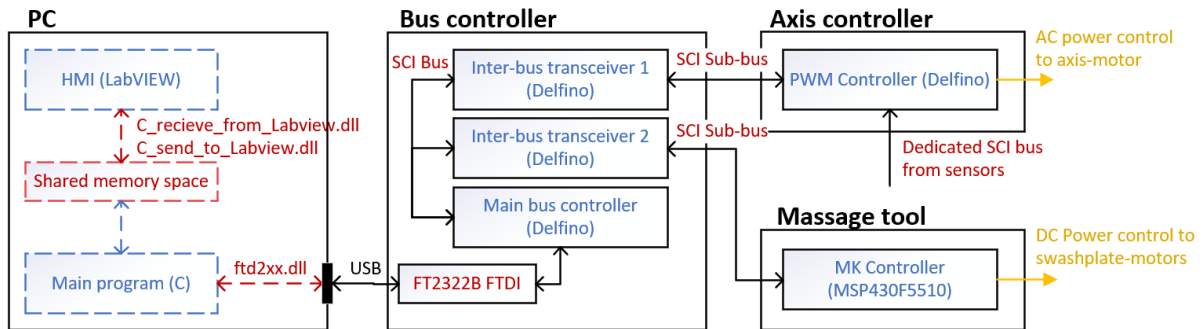 PC
HMI (LabVIEW)
C_recieve_from_Labview.dll
C_send_to_Labview.dll
Shared memory space
Main program (C)
ftd2xx.dll
USB
Bus controller
SCI Bus
Inter-bus transceiver 1
(Delfino)
Inter-bus transceiver 2
(Delfino)
Main bus controller
(Delfino)
FT2322B FTDI
SCI Sub-bus
SCI Sub-bus
Axis controller
PWM Controller (Delfino)
AC power control
to axis-motor
Dedicated SCI bus
from sensors
Massage tool
MK Controller
(MSP430F5510)
DC Power control to
swashplate-motors